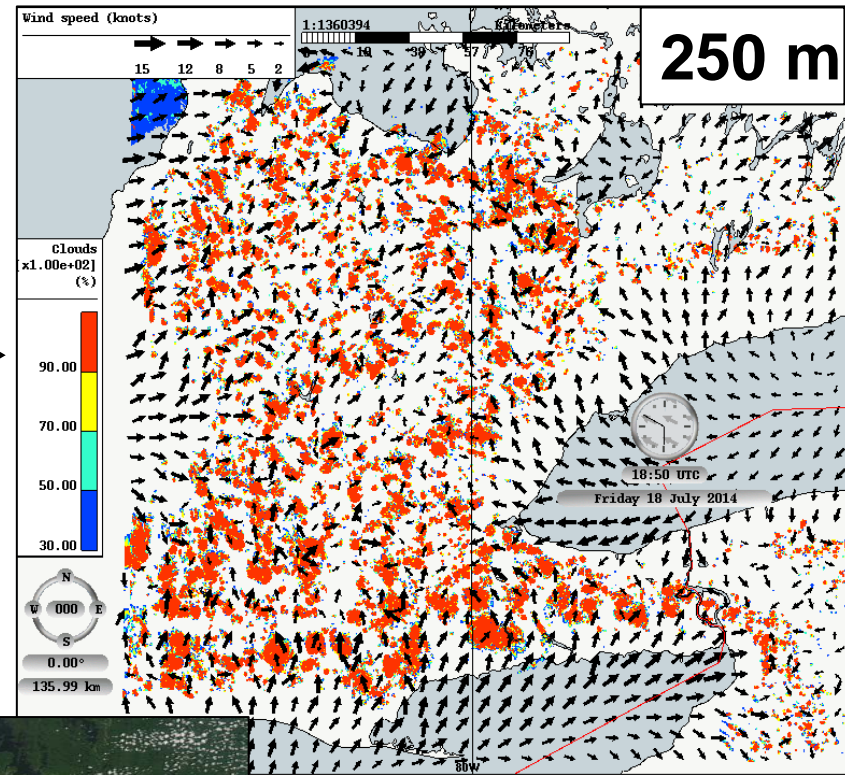 Wind speed (knots)
15 12 8 5 2
1:1360394 Kilometers
19 38 57 76
250 m
Clouds
[x1.00e+02]
(%)
90.00
70.00
50.00
30.00
N
W 000 E
S
0.00°
135.99 km
18:50 UTC
Friday 18 July 2014
80W